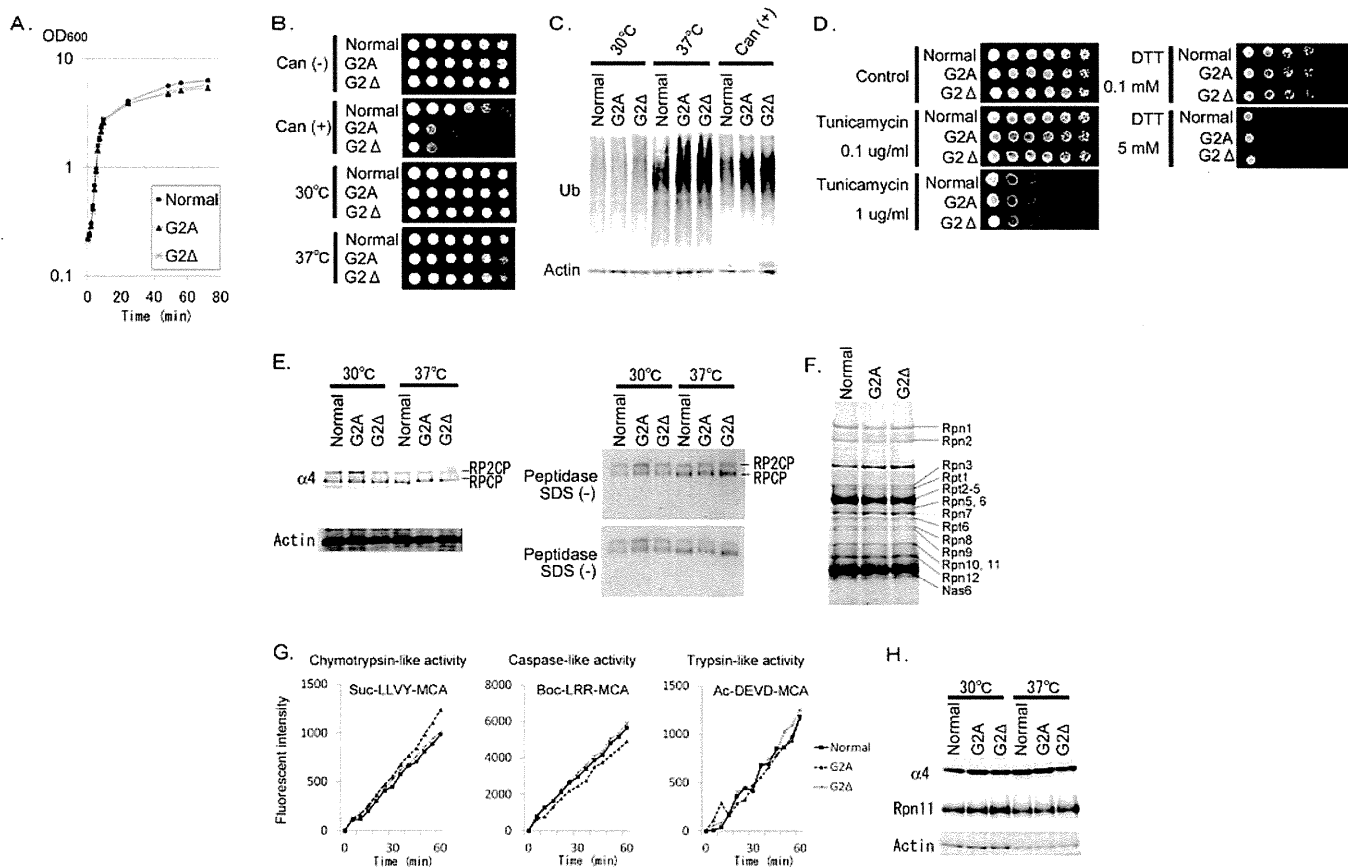 A.
OD600
10
1
0.1
0 20 40 60 80
Time (min)
Normal
G2A
G2Δ
B.
Can (-)
Normal
G2A
G2Δ
Can (+)
Normal
G2A
G2Δ
30°C
Normal
G2A
G2Δ
37°C
Normal
G2A
G2Δ
C.
30°C 37°C Can (+)
Normal G2A G2Δ Normal G2A G2Δ Normal G2A G2Δ
Ub
Actin
D.
Control
Normal
G2A
G2Δ
Tunicamycin
0.1 ug/ml
Normal
G2A
G2Δ
Tunicamycin
1 ug/ml
Normal
G2A
G2Δ
DTT
0.1 mM
Normal
G2A
G2Δ
DTT
5 mM
Normal
G2A
G2Δ
E.
30°C 37°C
Normal G2A G2Δ Normal G2A G2Δ
α4
RP2CP
RPCP
Actin
30°C 37°C
Normal G2A G2Δ Normal G2A G2Δ
Peptidase
SDS (-)
RP2CP
RPCP
Peptidase
SDS (-)
F.
Normal G2A G2Δ
Rpn1
Rpn2
Rpn3
Rpt1
Rpt2-5
Rpn5, 6
Rpn7
Rpt6
Rpn8
Rpn9
Rpn10, 11
Rpn12
Nas6
G.
Chymotrypsin-like activity
Suc-LLVY-MCA
Fluorescent intensity
1500
1000
500
0
0 30 60
Time (min)
Caspase-like activity
Boc-LRR-MCA
8000
6000
4000
2000
0
0 30 60
Time (min)
Trypsin-like activity
Ac-DEVD-MCA
1500
1000
500
0
0 30 60
Time (min)
Normal
G2A
G2Δ
H.
30°C 37°C
Normal G2A G2Δ Normal G2A G2Δ
α4
Rpn11
Actin